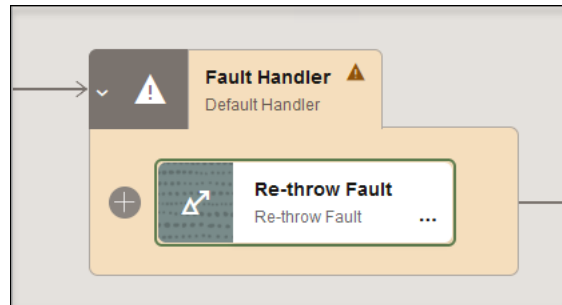 Fault Handler
Default Handler
Re-throw Fault
Re-throw Fault
...